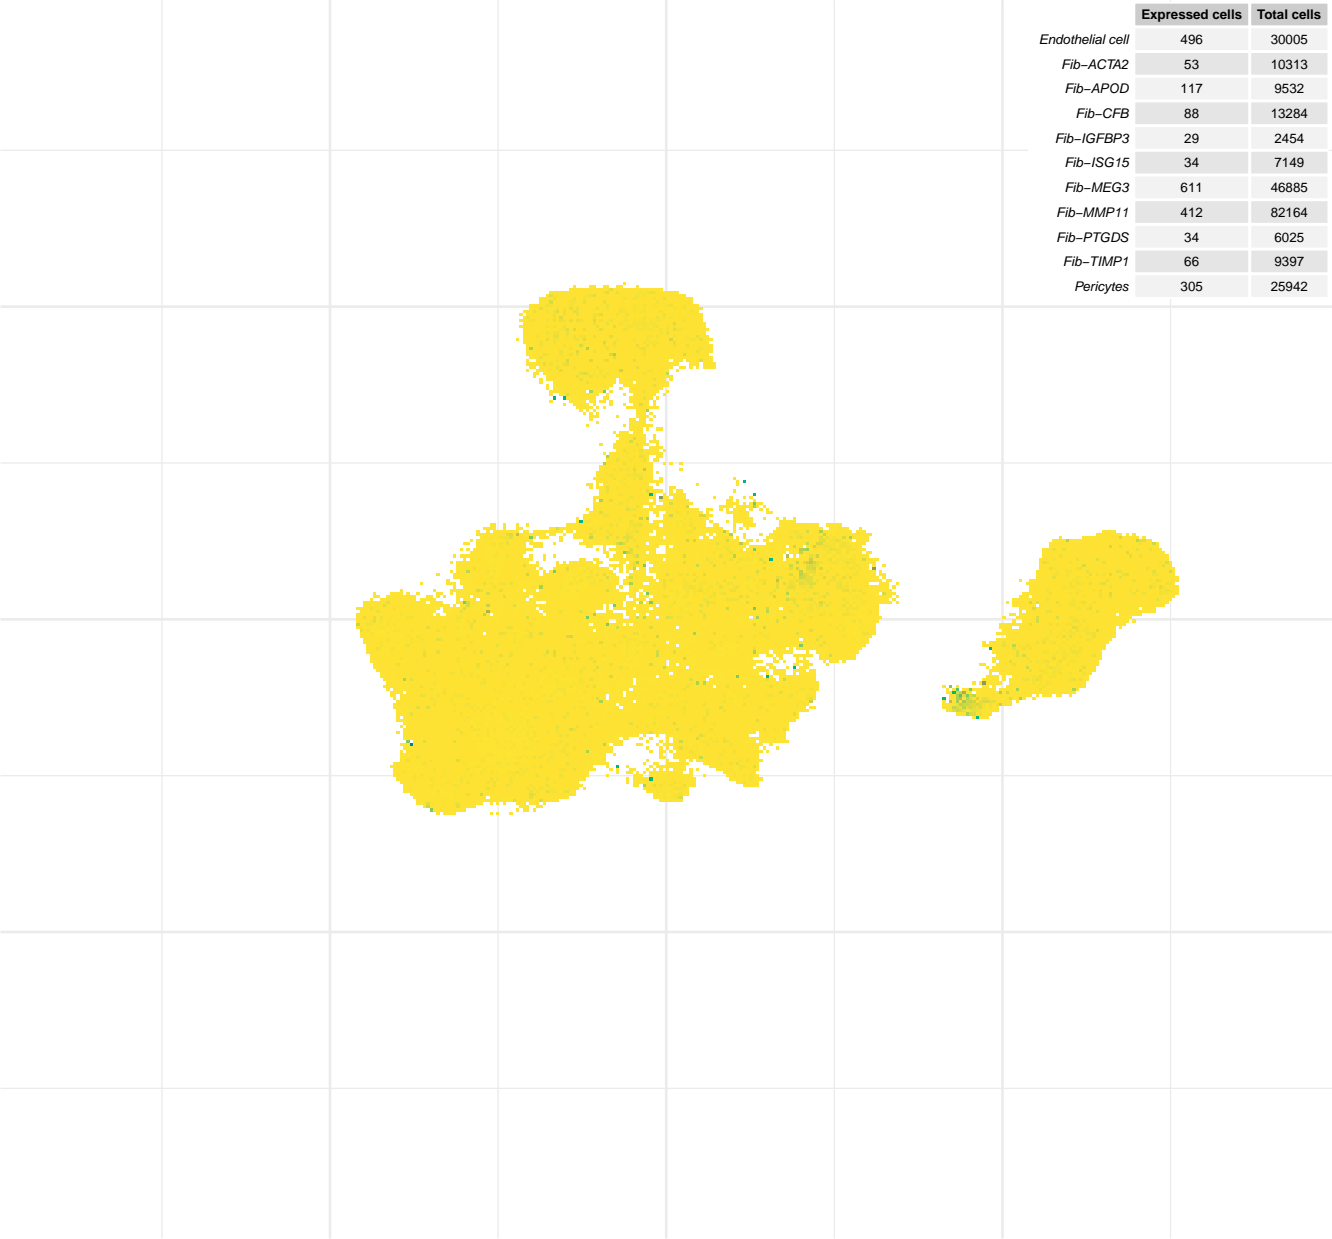 Expressed cells Total cells
Endothelial cell 496 30005
Fib−ACTA2 53 10313
Fib−APOD 117 9532
Fib−CFB 88 13284
Fib−IGFBP3 29 2454
Fib−ISG15 34 7149
Fib−MEG3 611 46885
Fib−MMP11 412 82164
Fib−PTGDS 34 6025
Fib−TIMP1 66 9397
Pericytes 305 25942